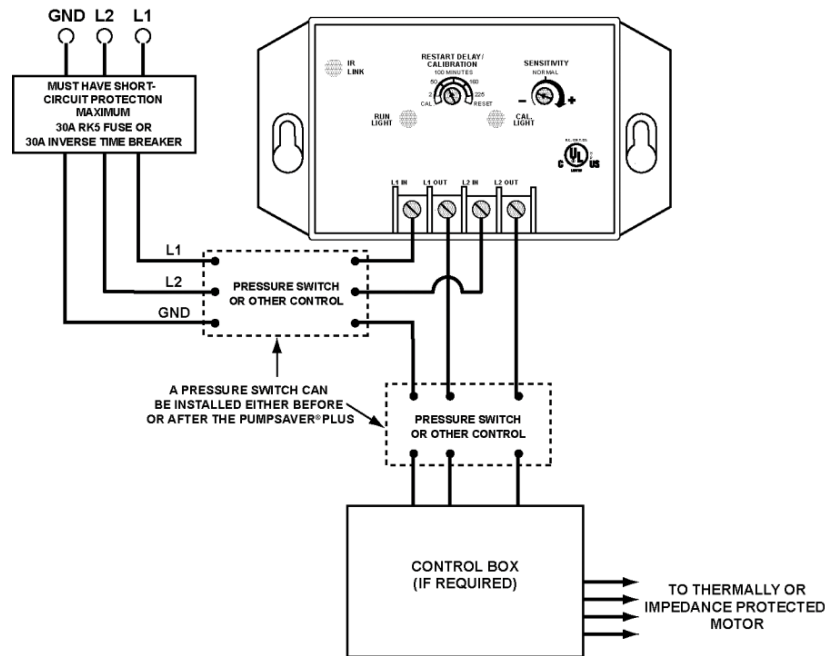 GND L2 L1
MUST HAVE SHORT-
CIRCUIT PROTECTION
MAXIMUM
30A RK5 FUSE OR
30A INVERSE TIME BREAKER
IR
LINK
RESTART DELAY/
CALIBRATION
100 MINUTES
50
2
CAL.
RESET
SENSITIVITY
NORMAL
- +
RUN
LIGHT
CAL.
LIGHT
C UL US
LISTED
L1 IN L1 OUT L2 IN L2 OUT
L1
L2
GND
PRESSURE SWITCH
OR OTHER CONTROL
A PRESSURE SWITCH CAN
BE INSTALLED EITHER BEFORE
OR AFTER THE PUMPSAVER® PLUS
PRESSURE SWITCH
OR OTHER CONTROL
CONTROL BOX
(IF REQUIRED)
TO THERMALLY OR
IMPEDANCE PROTECTED
MOTOR